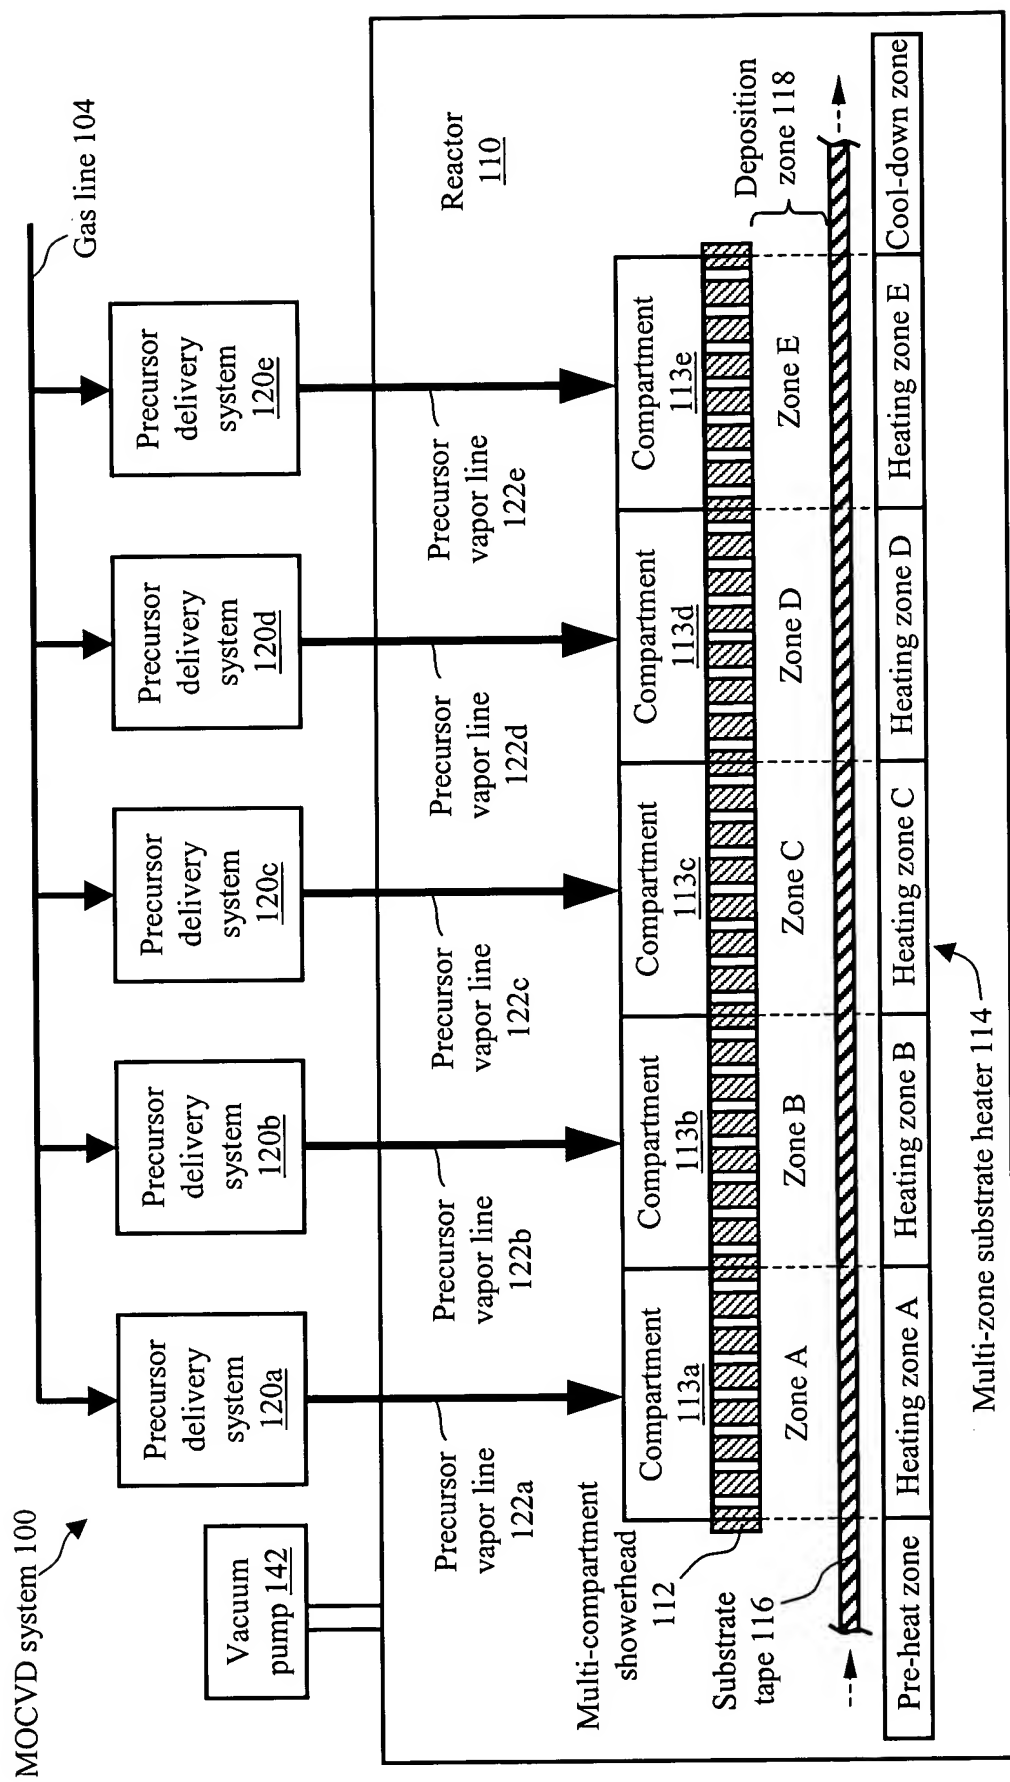 MOCVD system 100
Gas line 104
Vacuum
pump 142
Precursor
delivery
system
120a
Precursor
delivery
system
120b
Precursor
delivery
system
120c
Precursor
delivery
system
120d
Precursor
delivery
system
120e
Reactor
110
Precursor
vapor line
122a
Precursor
vapor line
122b
Precursor
vapor line
122c
Precursor
vapor line
122d
Precursor
vapor line
122e
Multi-compartment
showerhead
112
Compartment
113a
Compartment
113b
Compartment
113c
Compartment
113d
Compartment
113e
Deposition
zone 118
Substrate
tape 116
Zone A
Zone B
Zone C
Zone D
Zone E
Pre-heat zone
Heating zone A
Heating zone B
Heating zone C
Heating zone D
Heating zone E
Cool-down zone
Multi-zone substrate heater 114